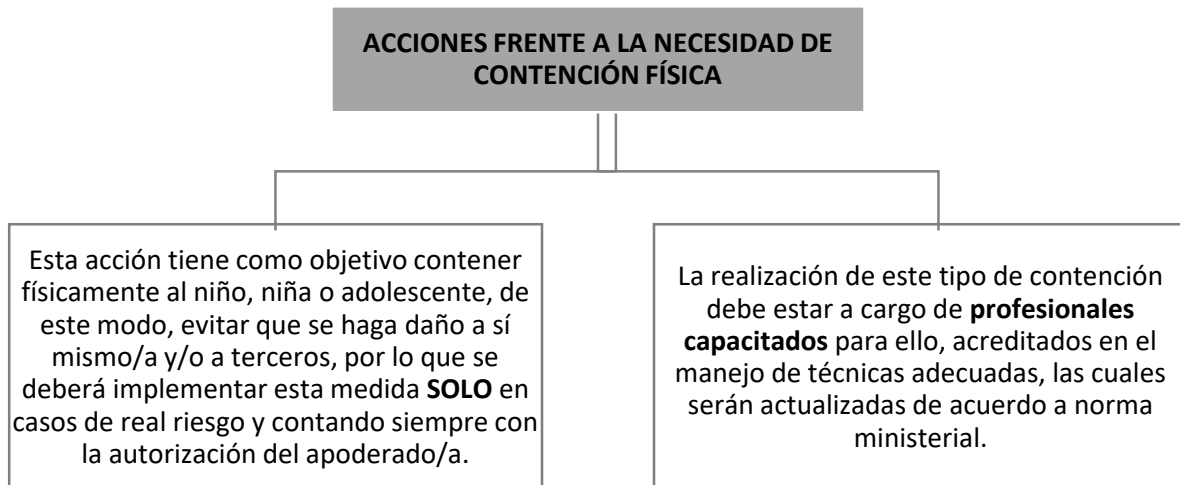 ACCIONES FRENTE A LA NECESIDAD DE
CONTENCIÓN FÍSICA
Esta acción tiene como objetivo contener
físicamente al niño, niña o adolescente, de
este modo, evitar que se haga daño a sí
mismo/a y/o a terceros, por lo que se
deberá implementar esta medida SOLO en
casos de real riesgo y contando siempre con
la autorización del apoderado/a.
La realización de este tipo de contención
debe estar a cargo de profesionales
capacitados para ello, acreditados en el
manejo de técnicas adecuadas, las cuales
serán actualizadas de acuerdo a norma
ministerial.